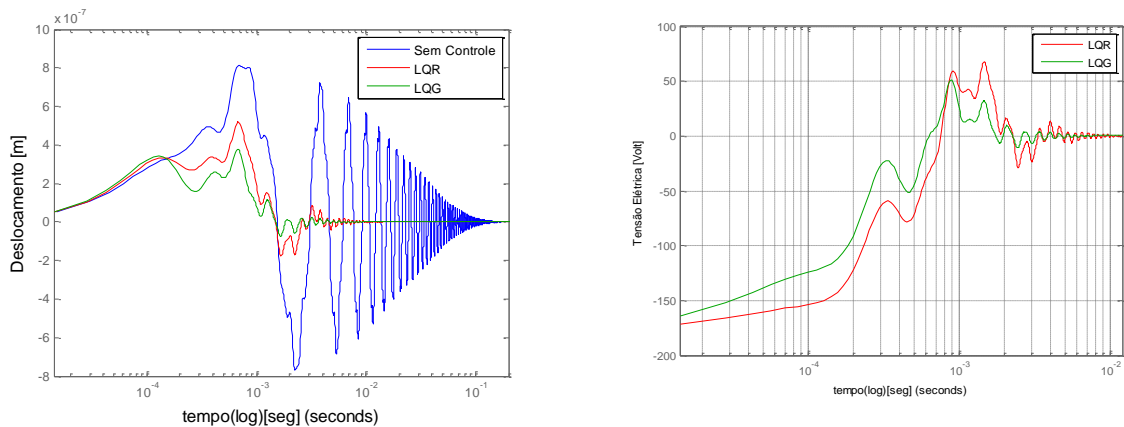 x 10^-7
10
8
6
4
2
0
-2
-4
-6
-8
Deslocamento [m]
Sem Controle
LQR
LQG
10^-4
10^-3
10^-2
10^-1
tempo(log)[seg] (seconds)
100
50
0
-50
-100
-150
-200
Tensão Elétrica [Volt]
LQR
LQG
10^-4
10^-3
10^-2
tempo(log)[seg] (seconds)